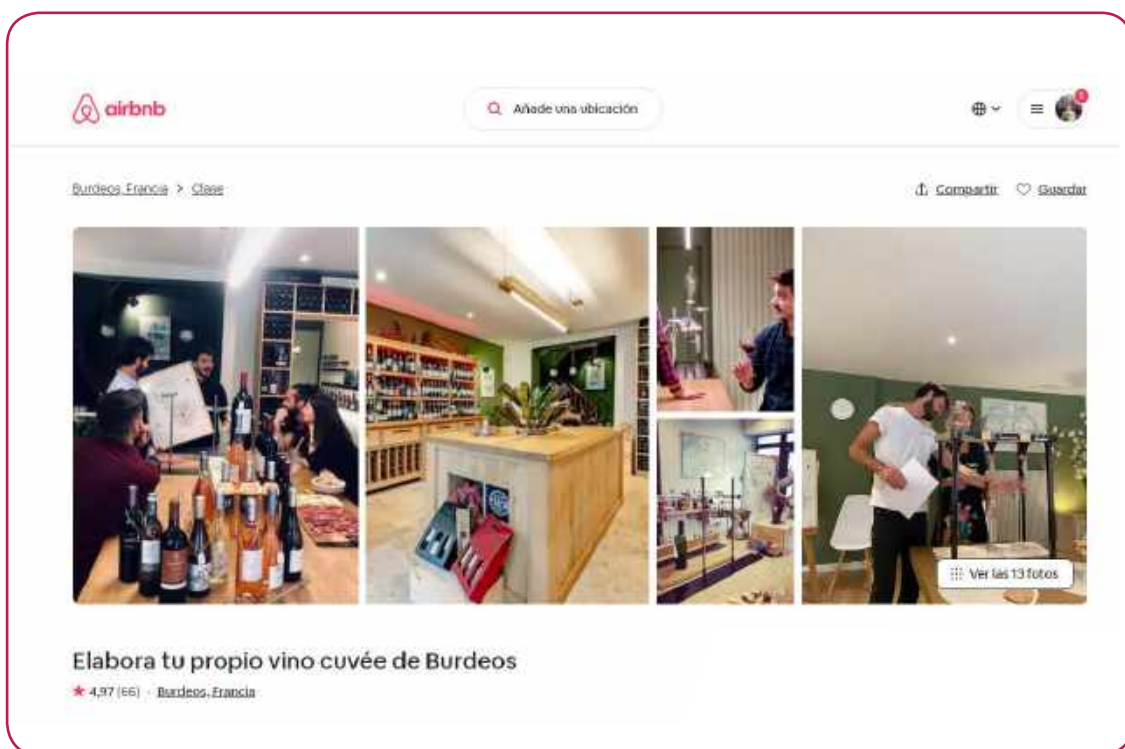 airbnb
Añade una ubicación
Burdeos, Francia > Clase
Compartir Guardar
Ver las 13 fotos
Elabora tu propio vino cuvée de Burdeos
4,97 (66) · Burdeos, Francia